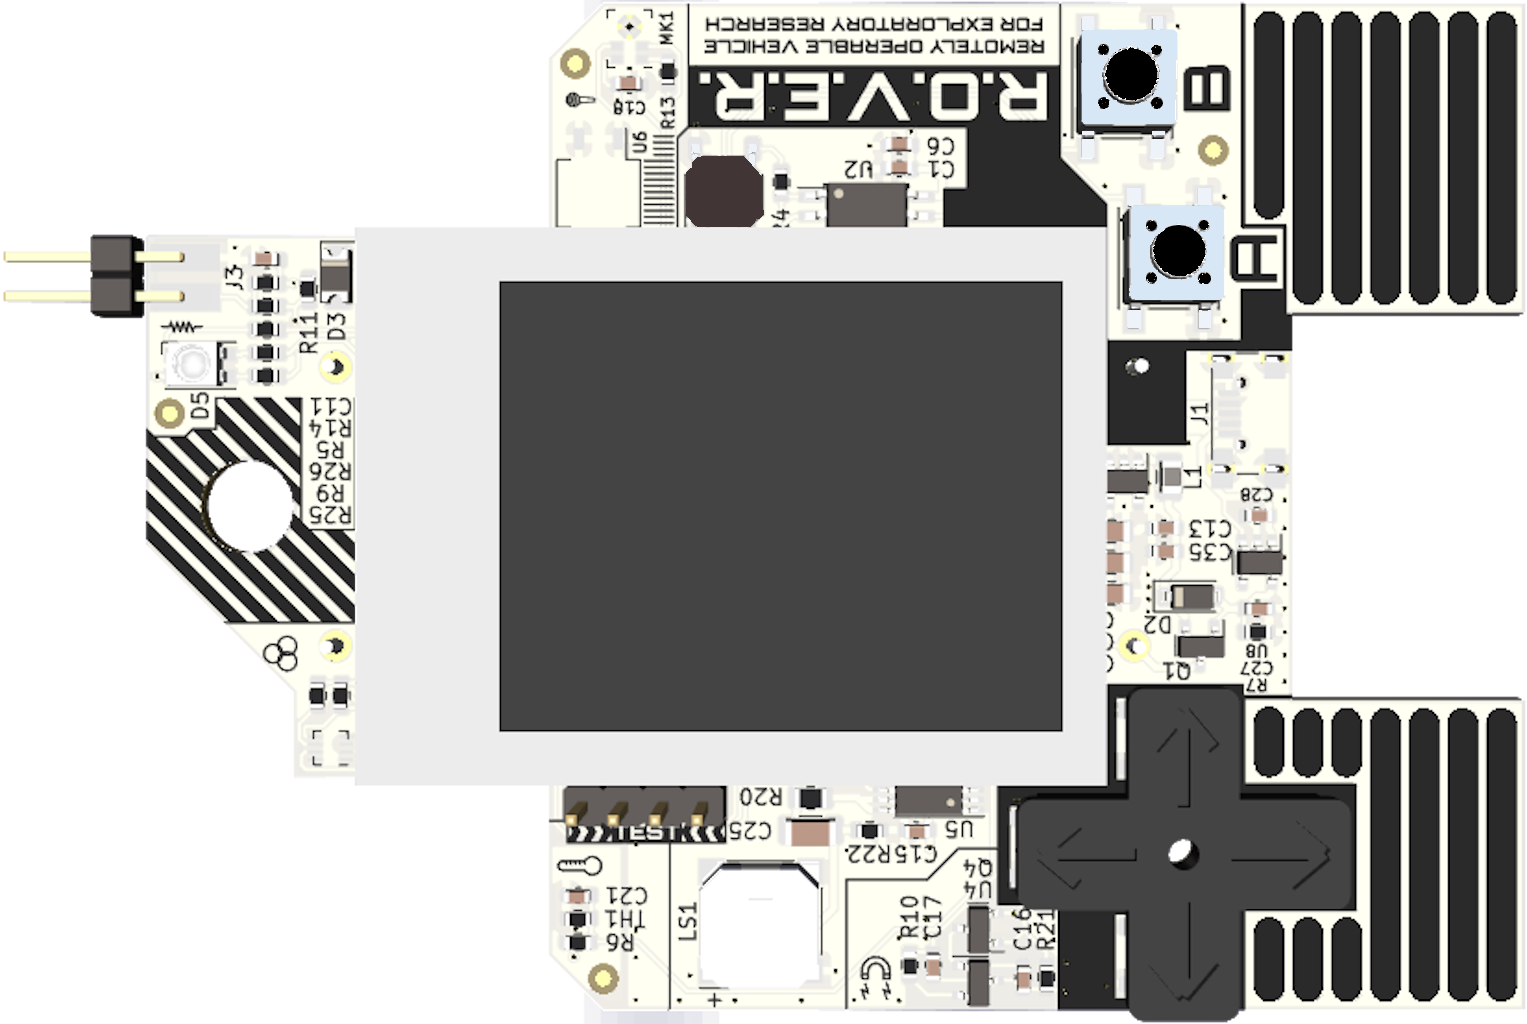 MK1
REMOTELY OPERABLE VEHICLE
FOR EXPLORATORY RESEARCH
R.O.V.E.R.
B
C18
R13
U6
C6
C1
U2
A
J3
R11
D3
D5
C11
R14
R5
R26
R9
R25
J1
L1
C28
C13
C35
D2
Q1
U8
C27
R7
R20
TEST
C25
U5
R22
C15
Q4
U4
C21
TH1
R6
LS1
R10
C17
C16
R21
+